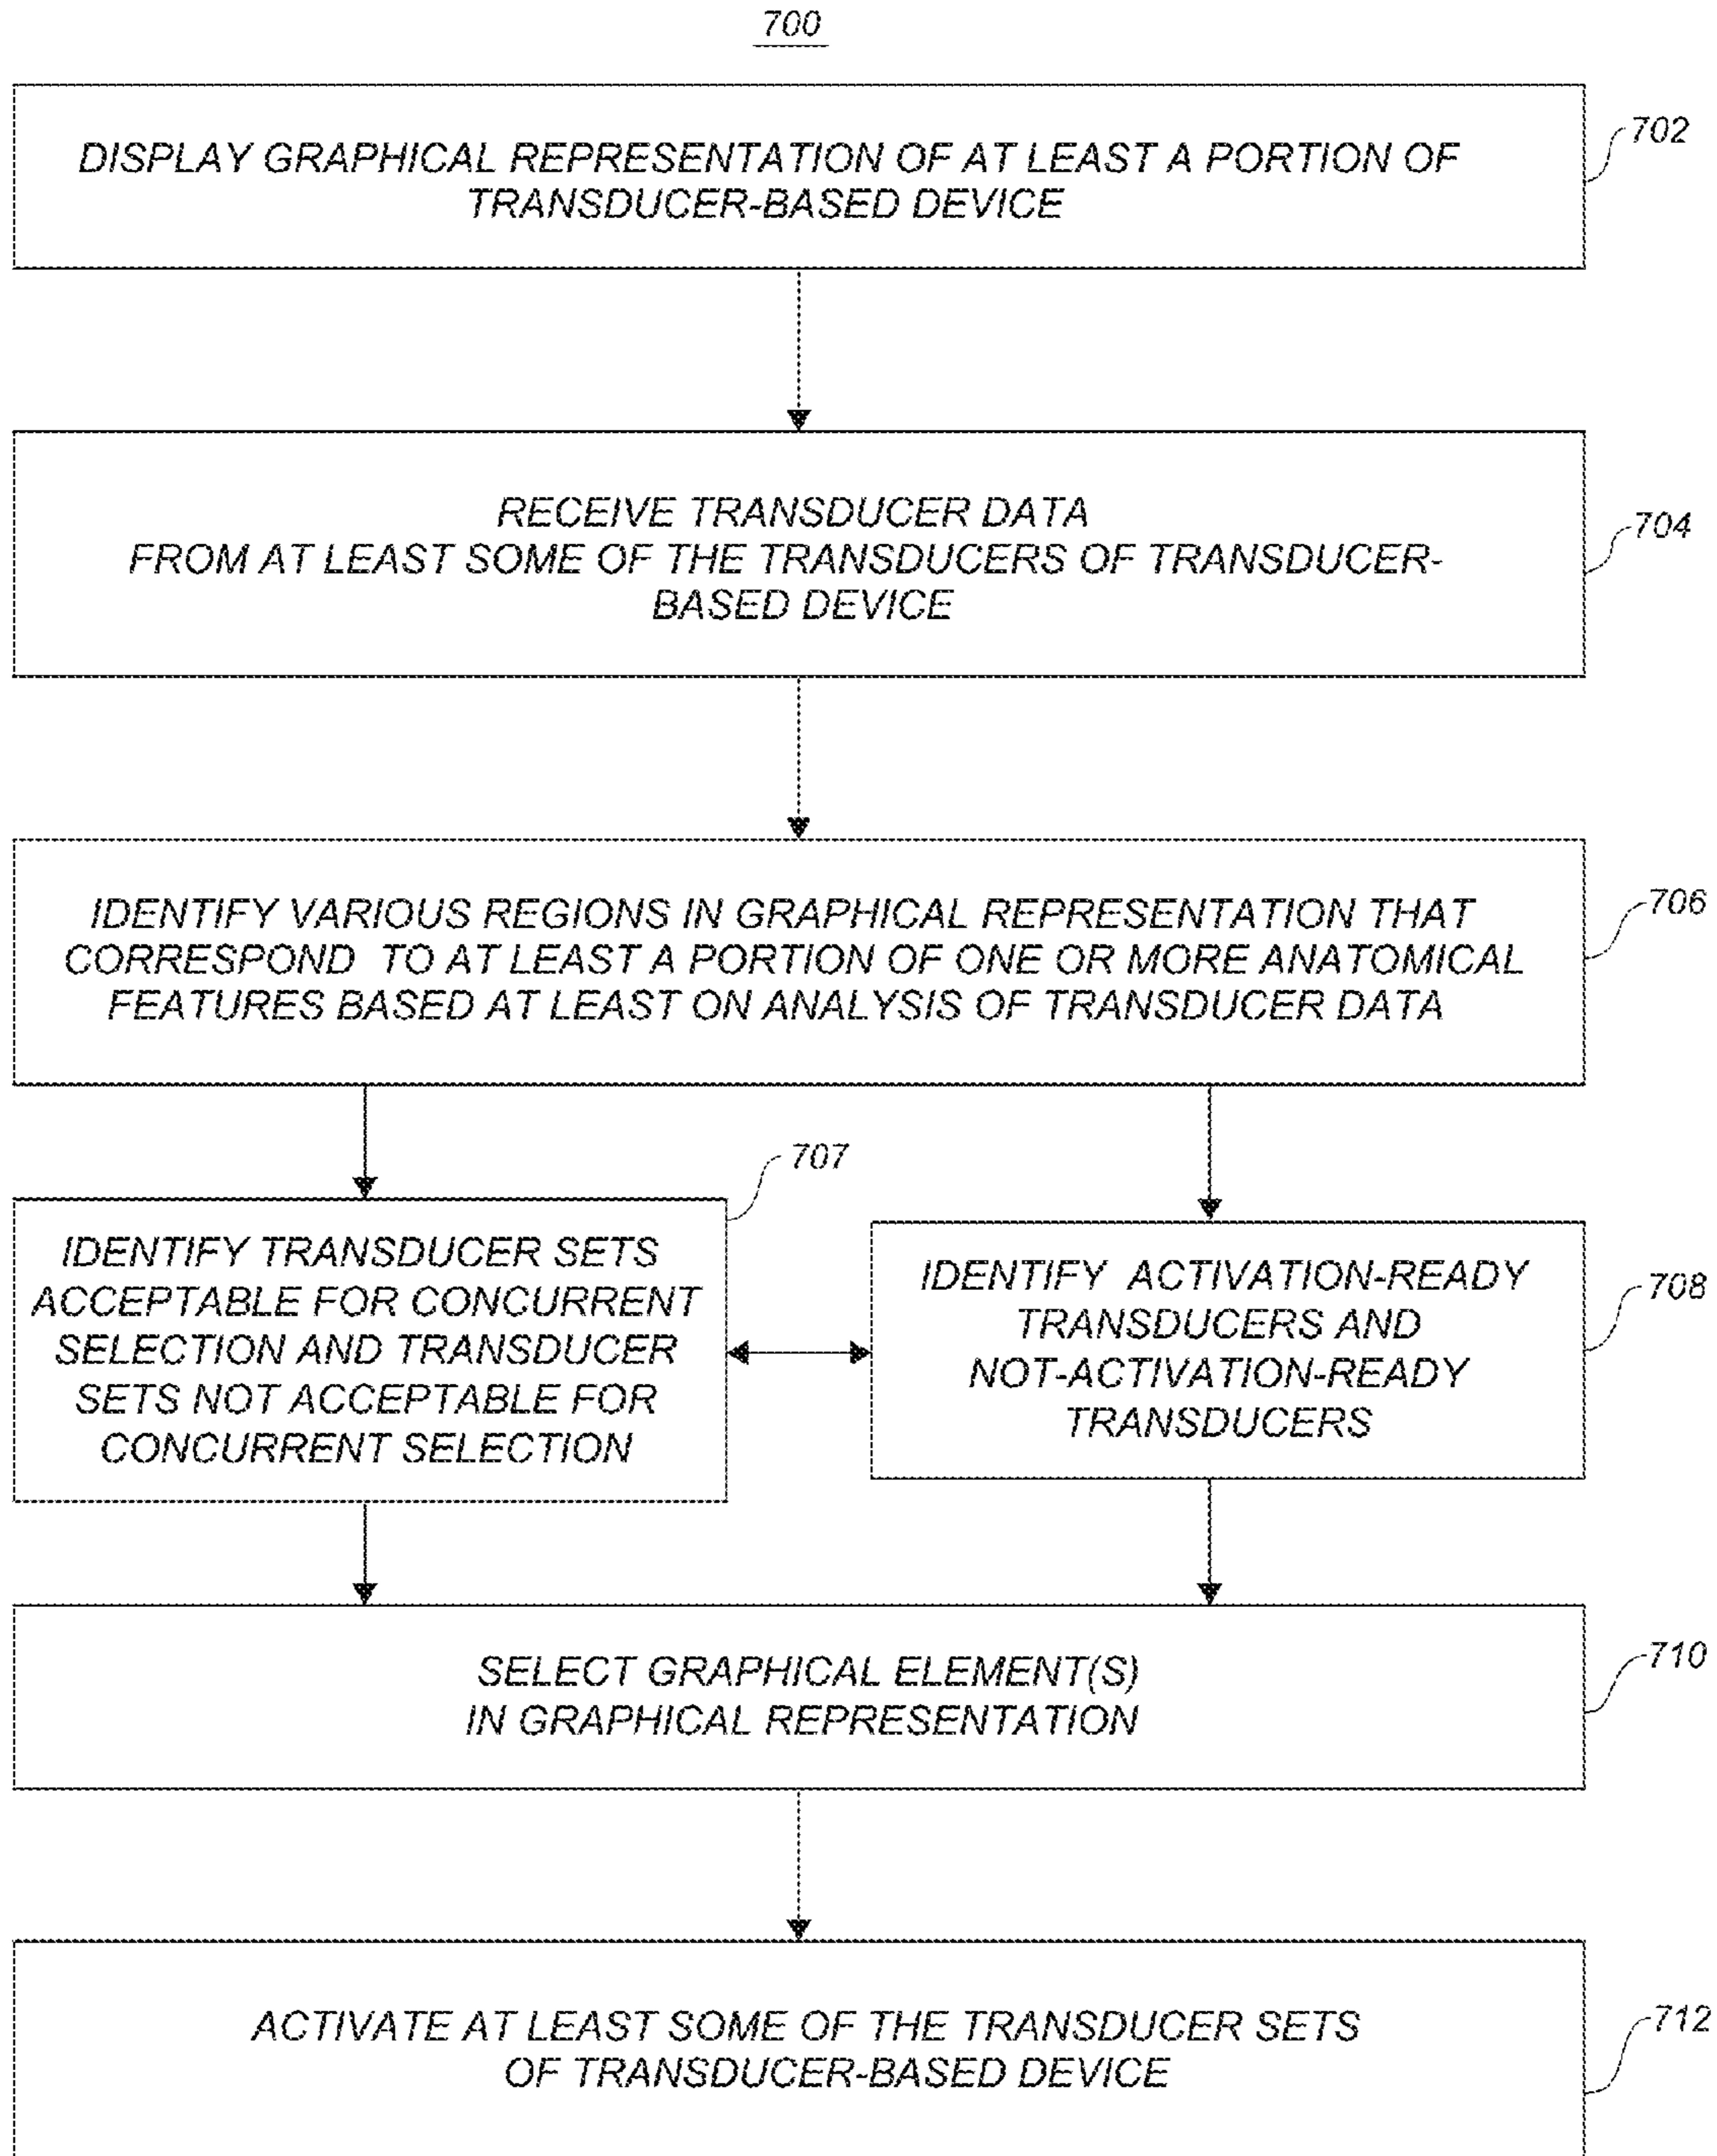 700
DISPLAY GRAPHICAL REPRESENTATION OF AT LEAST A PORTION OF
TRANSDUCER-BASED DEVICE
702
RECEIVE TRANSDUCER DATA
FROM AT LEAST SOME OF THE TRANSDUCERS OF TRANSDUCER-
BASED DEVICE
704
IDENTIFY VARIOUS REGIONS IN GRAPHICAL REPRESENTATION THAT
CORRESPOND TO AT LEAST A PORTION OF ONE OR MORE ANATOMICAL
FEATURES BASED AT LEAST ON ANALYSIS OF TRANSDUCER DATA
706
707
IDENTIFY TRANSDUCER SETS
ACCEPTABLE FOR CONCURRENT
SELECTION AND TRANSDUCER
SETS NOT ACCEPTABLE FOR
CONCURRENT SELECTION
IDENTIFY ACTIVATION-READY
TRANSDUCERS AND
NOT-ACTIVATION-READY
TRANSDUCERS
708
SELECT GRAPHICAL ELEMENT(S)
IN GRAPHICAL REPRESENTATION
710
ACTIVATE AT LEAST SOME OF THE TRANSDUCER SETS
OF TRANSDUCER-BASED DEVICE
712